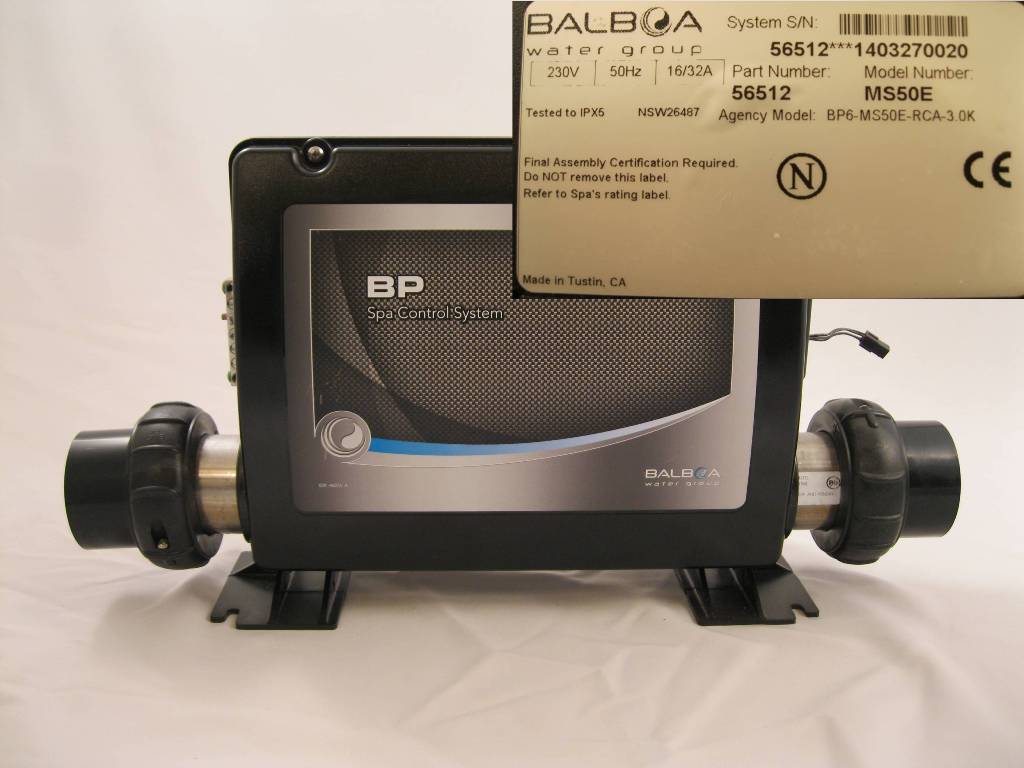 BALBOA
water group
System S/N:
56512***1403270020
230V 50Hz 16/32A
Part Number: Model Number:
56512 MS50E
Tested to IPX5 NSW26487
Agency Model: BP6-MS50E-RCA-3.0K
Final Assembly Certification Required.
Do NOT remove this label.
Refer to Spa's rating label.
N
CE
Made in Tustin, CA
BP
Spa Control System
BALBOA
water group